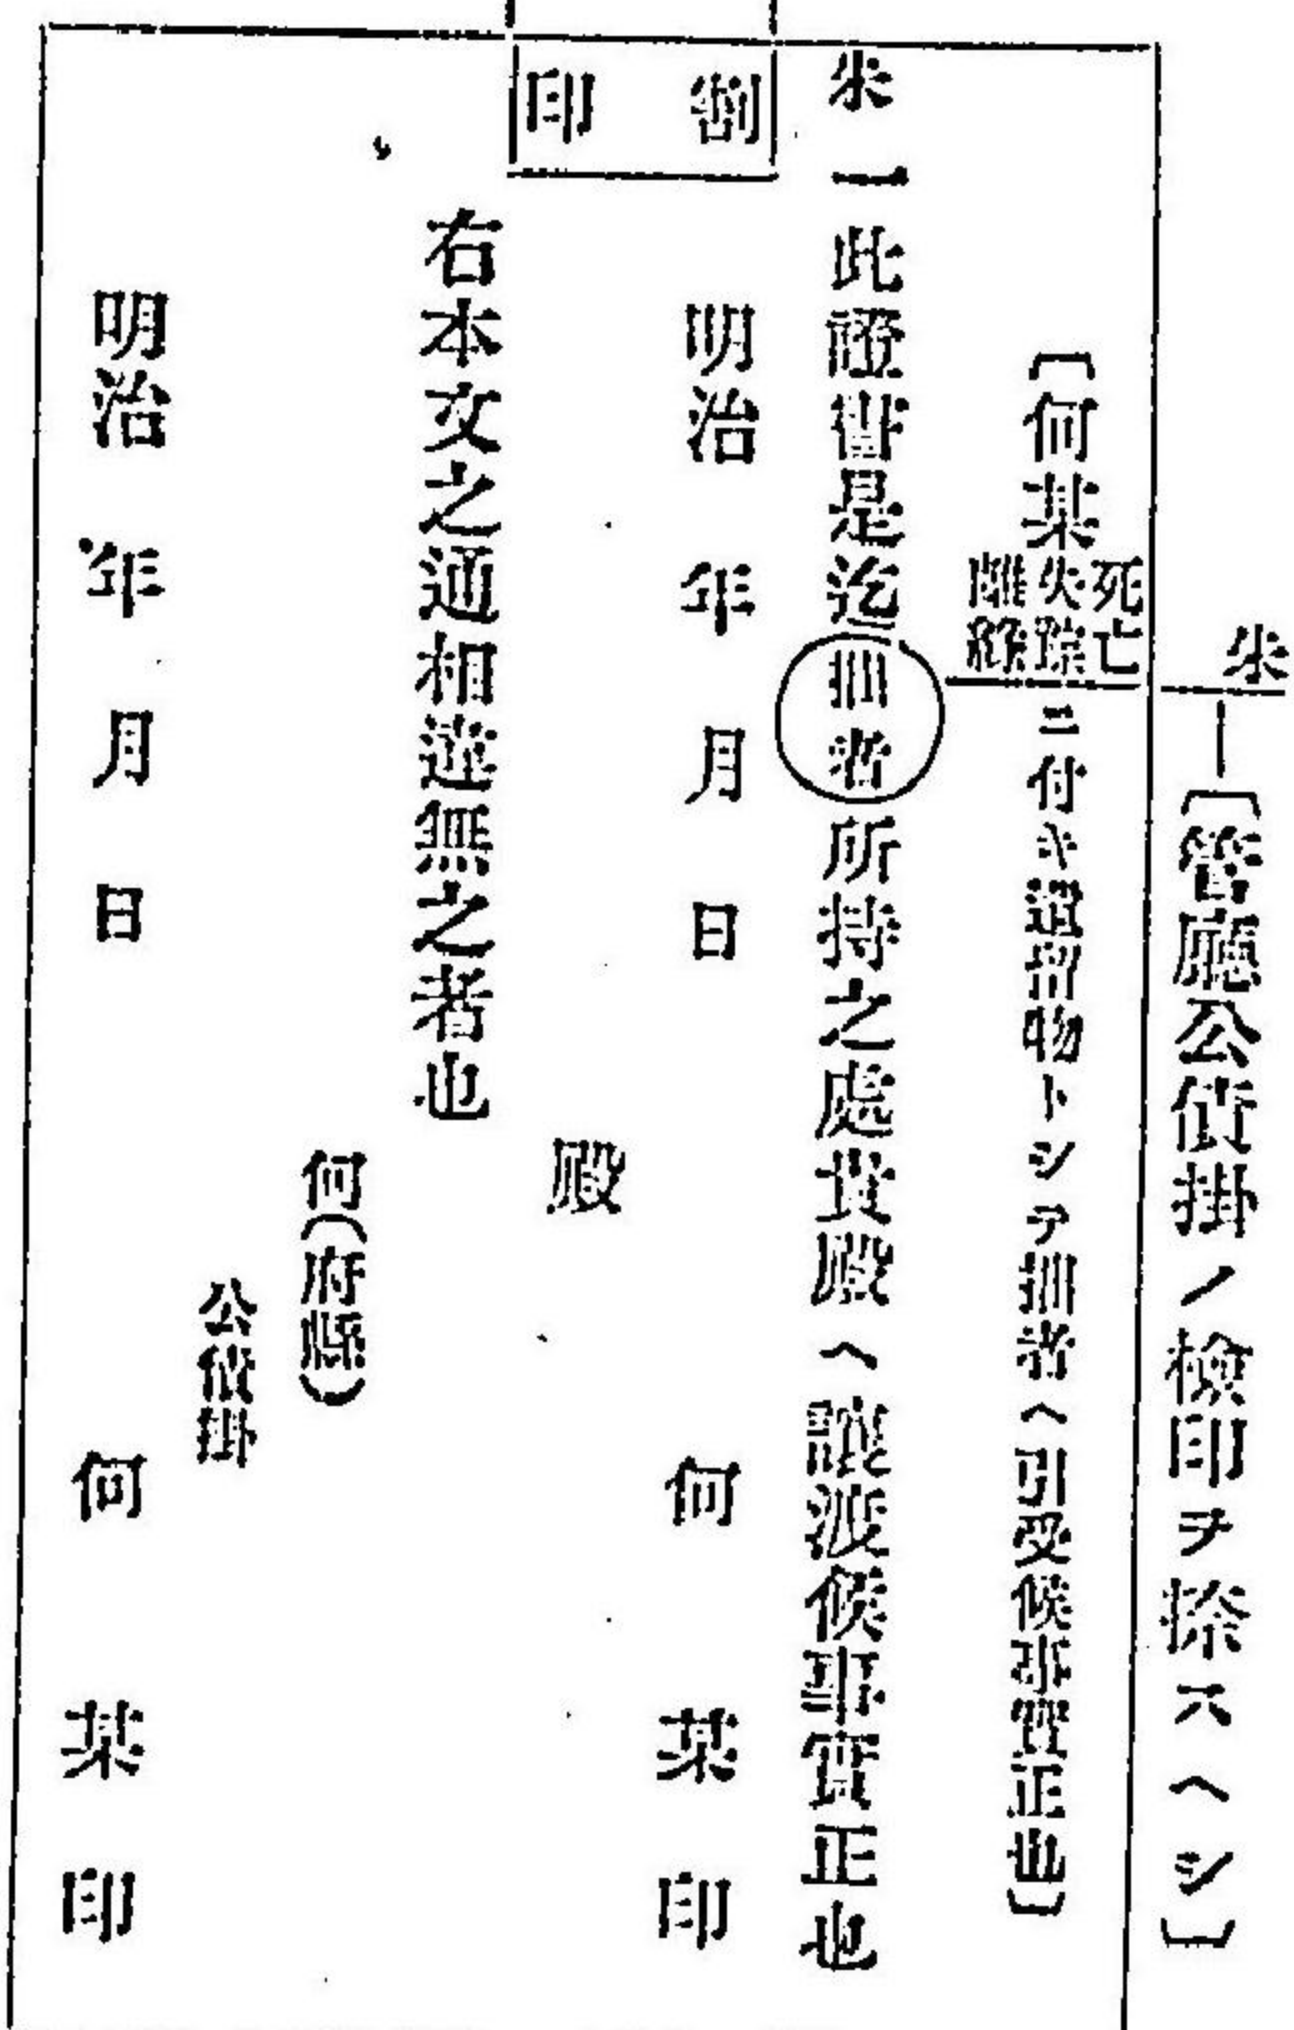 朱
〔管廳公債掛ノ檢印ヲ捺スヘシ〕
〔何某死亡失踪離縁ニ付キ遺留物トシテ拙者ヘ引受候事實正也〕
朱
一此證書是迄拙者所持之處貴殿ヘ讓渡候事實正也
割印
明治 年 月 日 何 某 印
殿
右本文之通相違無之者也
何(府縣)
公債掛
明治 年 月 日 何 某 印